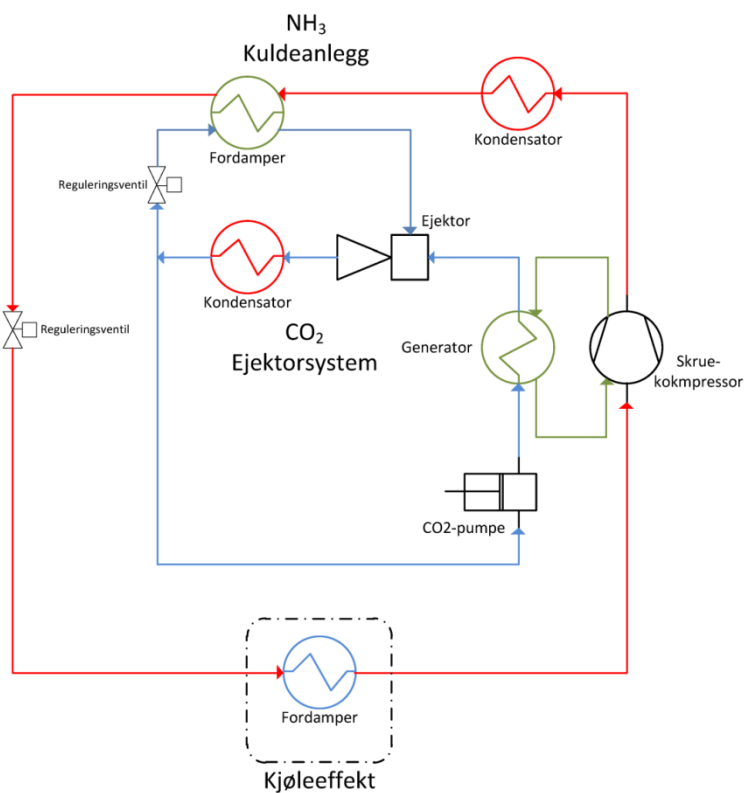 NH₃
Kuldeanlegg
Kondensator
Fordamper
Reguleringsventil
Ejektor
Kondensator
Reguleringsventil
CO₂
Ejektorsystem
Generator
Skrue-
kokmpressor
CO2-pumpe
Fordamper
Kjøleeffekt